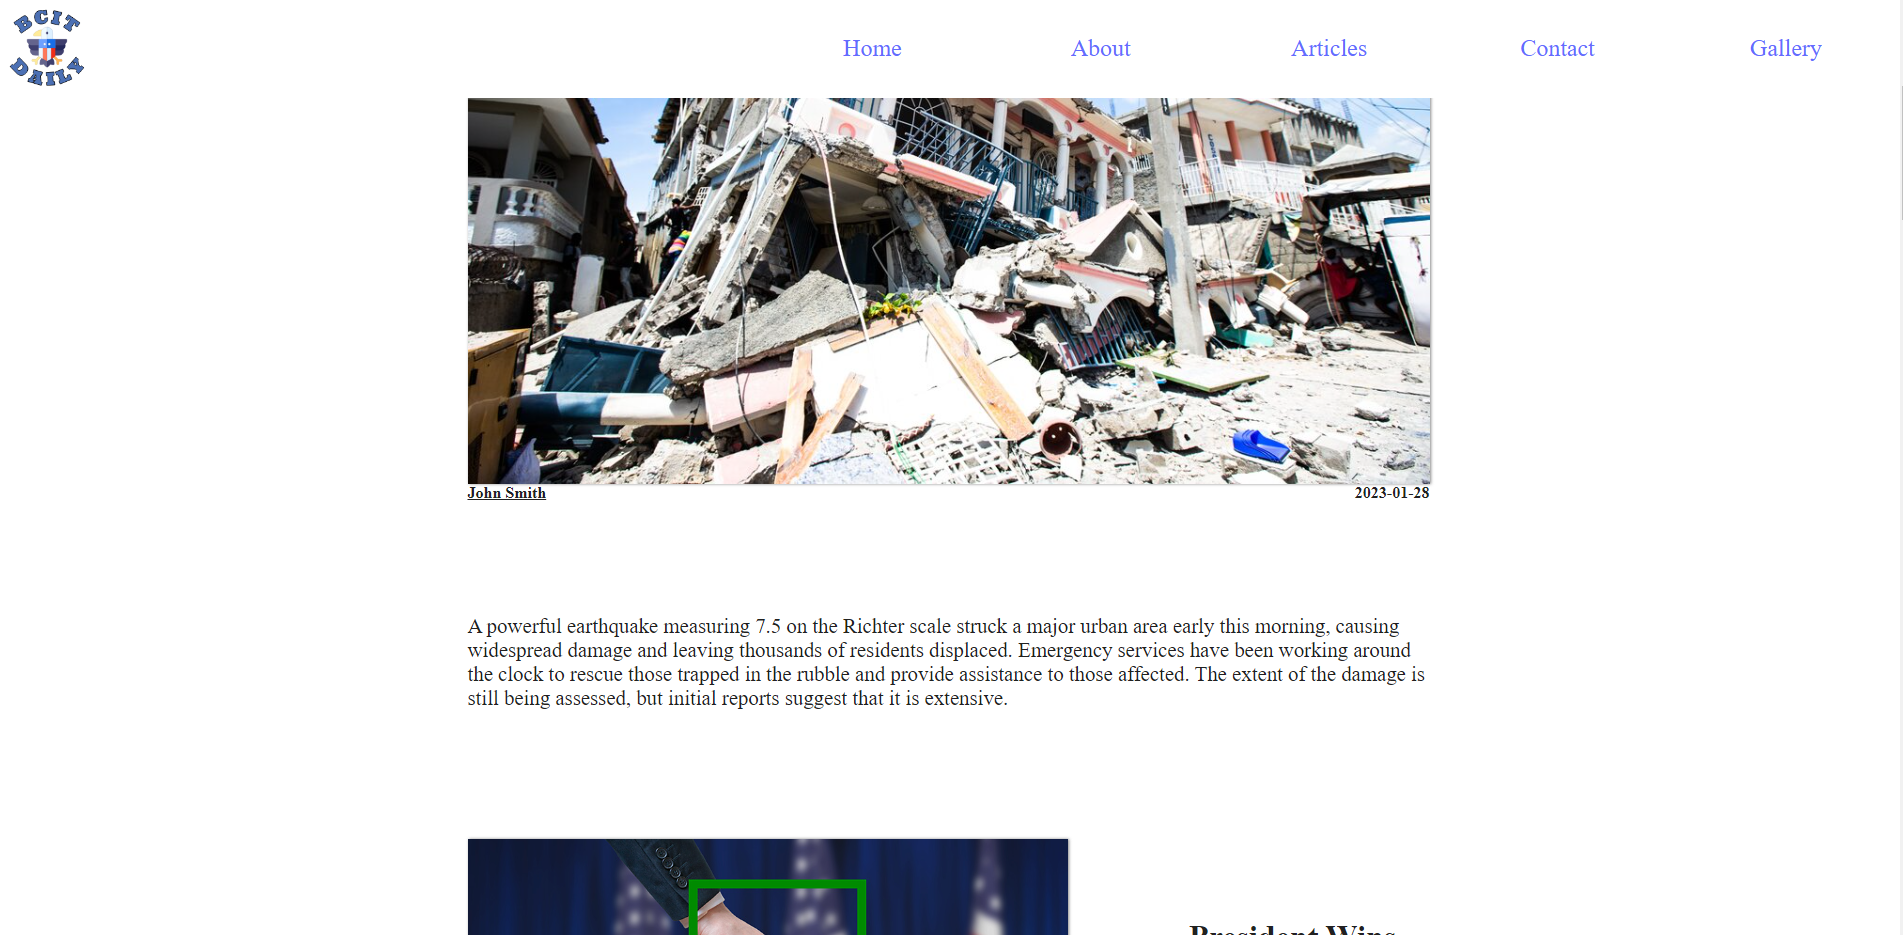 BCIT
DAILY
Home About Articles Contact Gallery
John Smith 2023-01-28
A powerful earthquake measuring 7.5 on the Richter scale struck a major urban area early this morning, causing
widespread damage and leaving thousands of residents displaced. Emergency services have been working around
the clock to rescue those trapped in the rubble and provide assistance to those affected. The extent of the damage is
still being assessed, but initial reports suggest that it is extensive.
President Wins